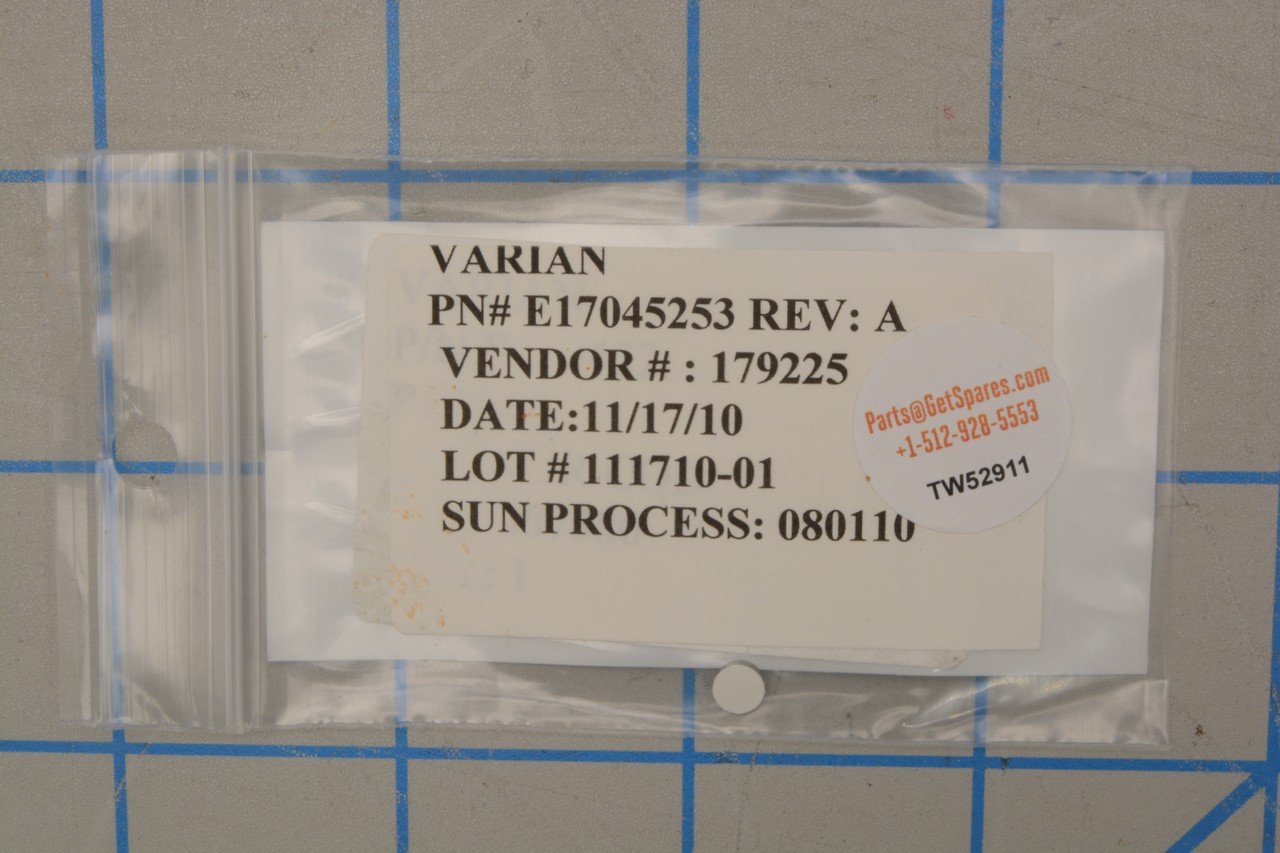 VARIAN
PN# E17045253 REV: A
VENDOR # : 179225
DATE:11/17/10
LOT # 111710-01
SUN PROCESS: 080110
Parts@GetSpares.com
+1-512-928-5553
TW52911